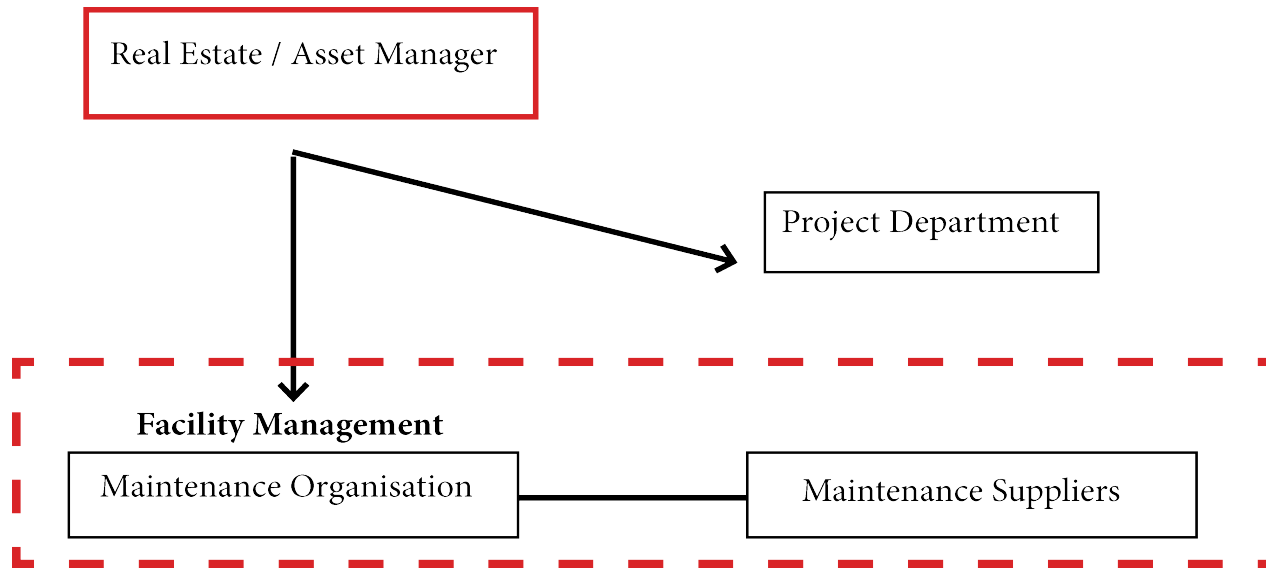 Real Estate / Asset Manager
Project Department
Facility Management
Maintenance Organisation
Maintenance Suppliers